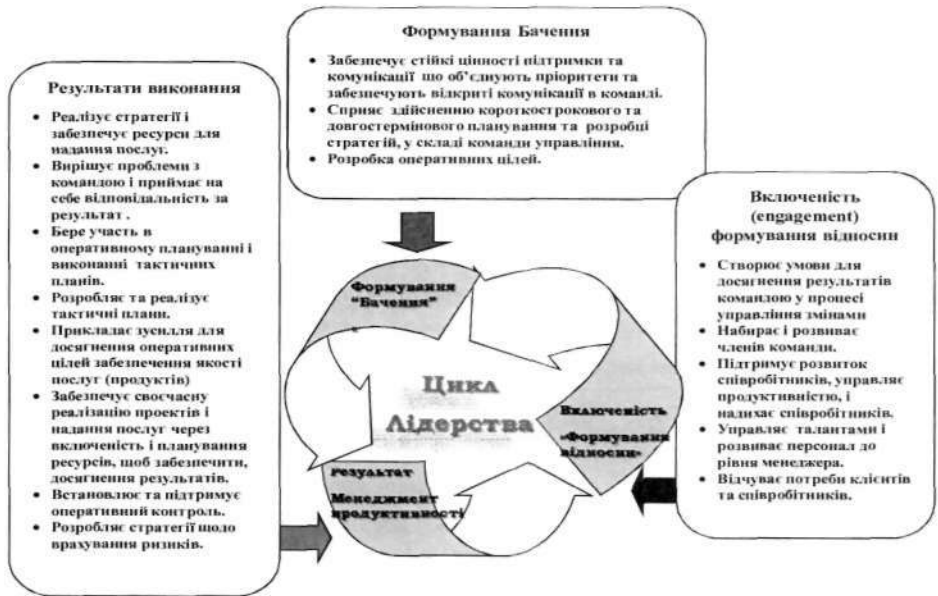 Формування Бачення
• Забезпечує стійкі цінності підтримки та
комунікації що об’єднують пріоритети та
забезпечують відкриті комунікації в команді.
• Сприяє здійсненню короткострокового та
довгостермінового планування та розробці
стратегій, у складі команди управління.
• Розробка оперативних цілей.
Результати виконання
• Реалізує стратегії і
забезпечує ресурси для
надання послуг.
• Вирішує проблеми з
командою і приймає на
себе відповідальність за
результат .
• Бере участь в
оперативному плануванні і
виконанні тактичних
планів.
• Розробляє та реалізує
тактичні плани.
• Прикладає зусилля для
досягнення оперативних
цілей забезпечення якості
послуг (продуктів)
• Забезпечує своєчасну
реалізацію проектів і
надання послуг через
включеність і планування
ресурсів, щоб забезпечити,
досягнення результатів.
• Встановлює та підтримує
оперативний контроль.
• Розробляє стратегії щодо
врахування ризиків.
Включеність
(engagement)
формування відносин
• Створює умови для
досягнення результатів
командою у процесі
управління змінами
• Набирає і розвиває
членів команди.
• Підтримує розвиток
співробітників, управляє
продуктивністю, і
надихає співробітників.
• Управляє талантами і
розвиває персонал до
рівня менеджера.
• Відчуває потреби клієнтів
та співробітників.
Формування
“Бачення”
Цикл
Лідерства
Включеність
«Формування
відносин»
Результат
Менеджмент
продуктивності